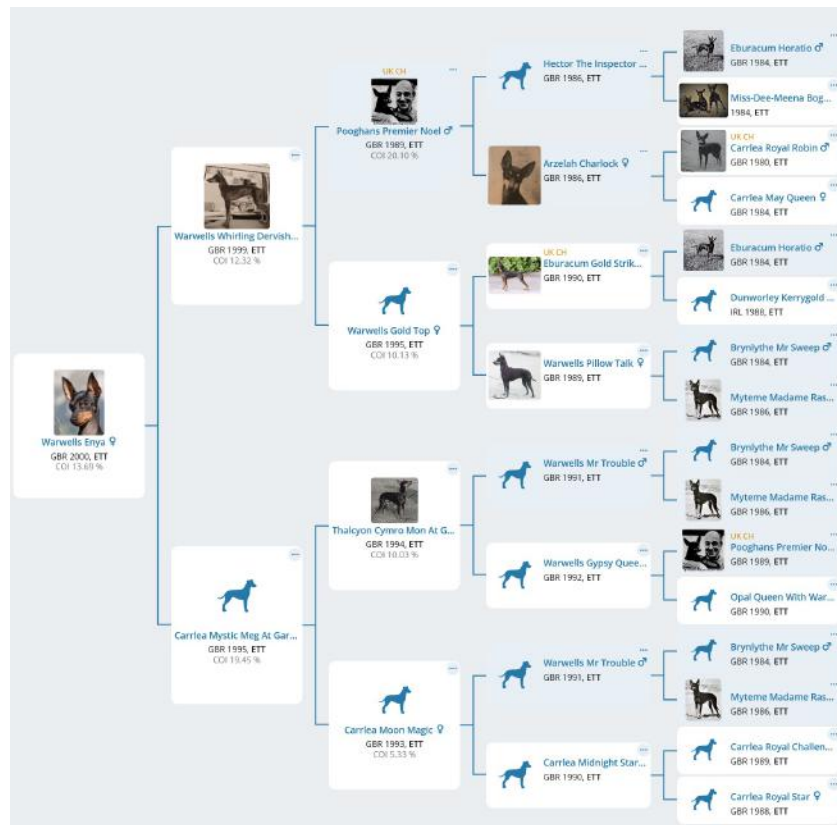 Warwells Enya ♀
GBR 2000, ETT
COI 13.69 %
Warwells Whirling Dervish...
GBR 1999, ETT
COI 12.32 %
Carrlea Mystic Meg At Gar...
GBR 1995, ETT
COI 19.45 %
UK CH
Pooghans Premier Noel ♂
GBR 1989, ETT
COI 20.10 %
Warwells Gold Top ♀
GBR 1995, ETT
COI 10.13 %
Thalcyon Cymro Mon At G...
GBR 1994, ETT
COI 10.03 %
Carrlea Moon Magic ♀
GBR 1993, ETT
COI 5.33 %
Hector The Inspector ...
GBR 1986, ETT
Arzelah Charlock ♀
GBR 1986, ETT
UK CH
Eburacum Gold Strik...
GBR 1990, ETT
Warwells Pillow Talk ♀
GBR 1989, ETT
Warwells Mr Trouble ♂
GBR 1991, ETT
Warwells Gypsy Quee...
GBR 1992, ETT
Warwells Mr Trouble ♂
GBR 1991, ETT
Carrlea Midnight Star...
GBR 1990, ETT
Eburacum Horatio ♂
GBR 1984, ETT
Miss-Dee-Meena Bog...
1984, ETT
UK CH
Carrlea Royal Robin ♂
GBR 1980, ETT
Carrlea May Queen ♀
GBR 1984, ETT
Eburacum Horatio ♂
GBR 1984, ETT
Dunworley Kerrygold ...
IRL 1988, ETT
Brynlythe Mr Sweep ♂
GBR 1984, ETT
Myteme Madame Ras...
GBR 1986, ETT
Brynlythe Mr Sweep ♂
GBR 1984, ETT
Myteme Madame Ras...
GBR 1986, ETT
UK CH
Pooghans Premier No...
GBR 1989, ETT
Opal Queen With War...
GBR 1990, ETT
Brynlythe Mr Sweep ♂
GBR 1984, ETT
Myteme Madame Ras...
GBR 1986, ETT
Carrlea Royal Challen...
GBR 1989, ETT
Carrlea Royal Star ♀
GBR 1988, ETT